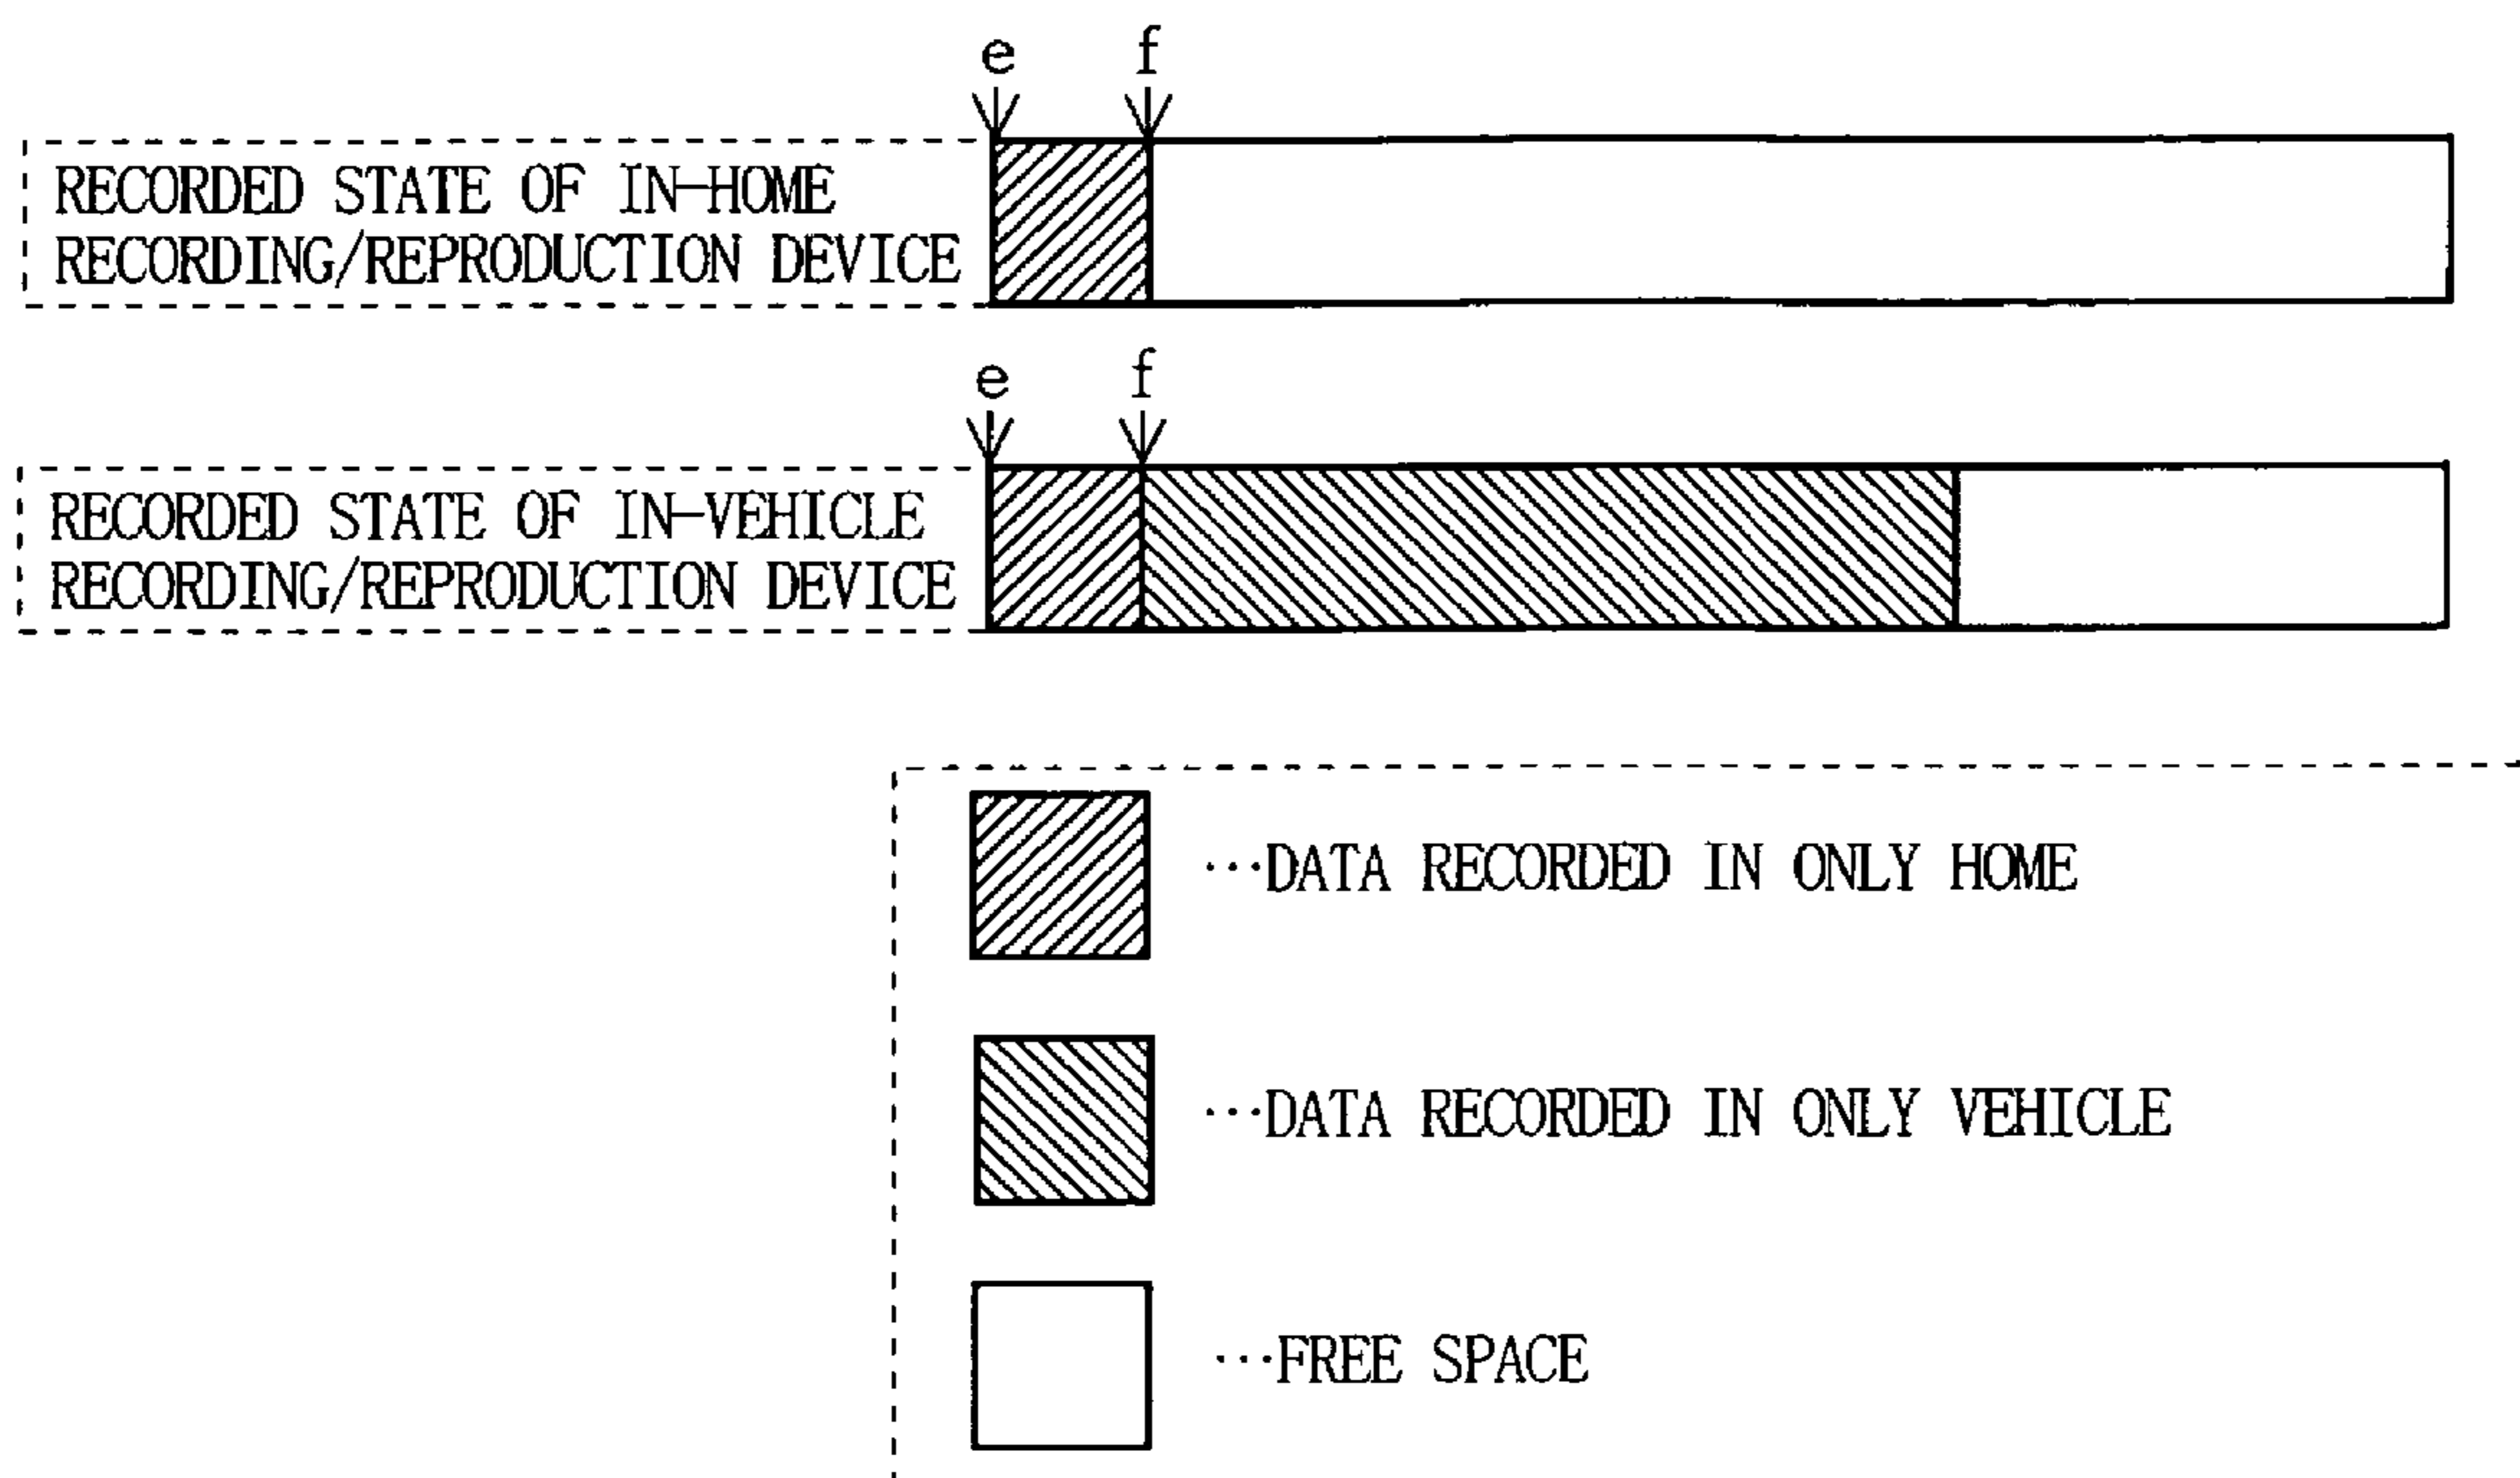 e f
RECORDED STATE OF IN-HOME
RECORDING/REPRODUCTION DEVICE
e f
RECORDED STATE OF IN-VEHICLE
RECORDING/REPRODUCTION DEVICE
···DATA RECORDED IN ONLY HOME
···DATA RECORDED IN ONLY VEHICLE
···FREE SPACE